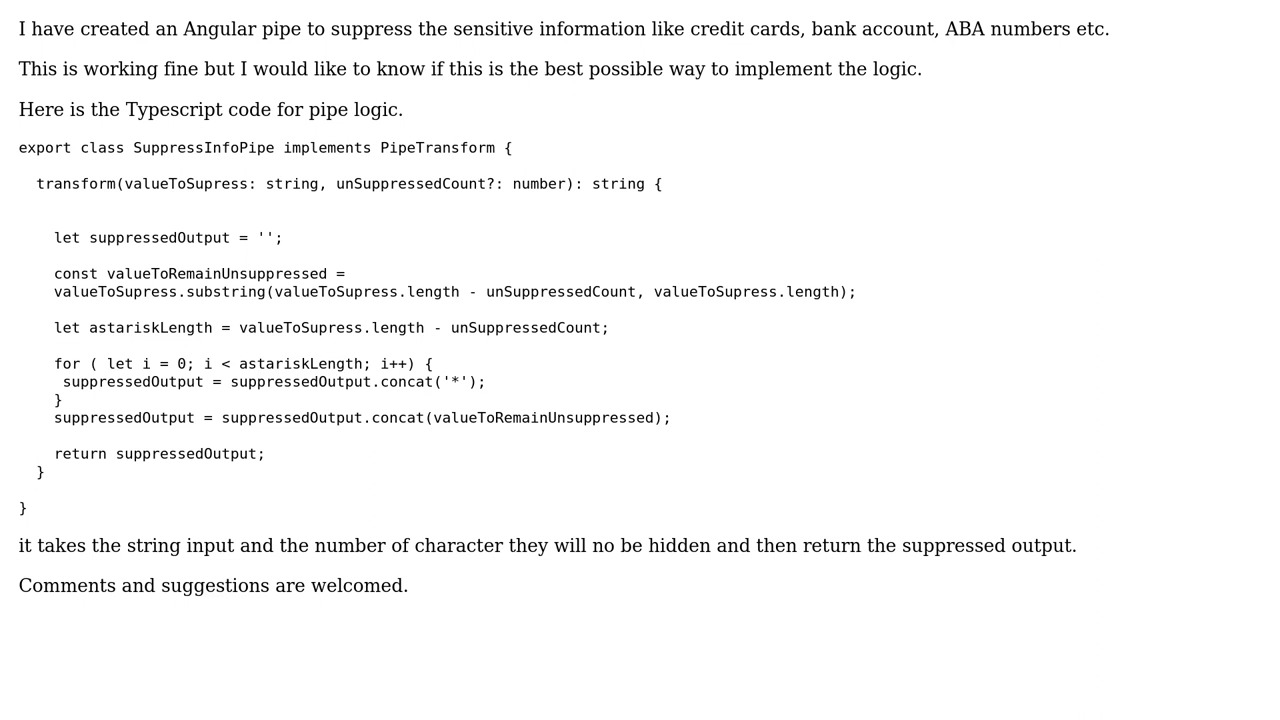 I have created an Angular pipe to suppress the sensitive information like credit cards, bank account, ABA numbers etc.
This is working fine but I would like to know if this is the best possible way to implement the logic.
Here is the Typescript code for pipe logic.
export class SuppressInfoPipe implements PipeTransform {
  transform(valueToSupress: string, unSuppressedCount?: number): string {
    let suppressedOutput = '';
    const valueToRemainUnsuppressed =
    valueToSupress.substring(valueToSupress.length - unSuppressedCount, valueToSupress.length);
    let astariskLength = valueToSupress.length - unSuppressedCount;
    for ( let i = 0; i < astariskLength; i++) {
     suppressedOutput = suppressedOutput.concat('*');
    }
    suppressedOutput = suppressedOutput.concat(valueToRemainUnsuppressed);
    return suppressedOutput;
  }
}
it takes the string input and the number of character they will no be hidden and then return the suppressed output.
Comments and suggestions are welcomed.